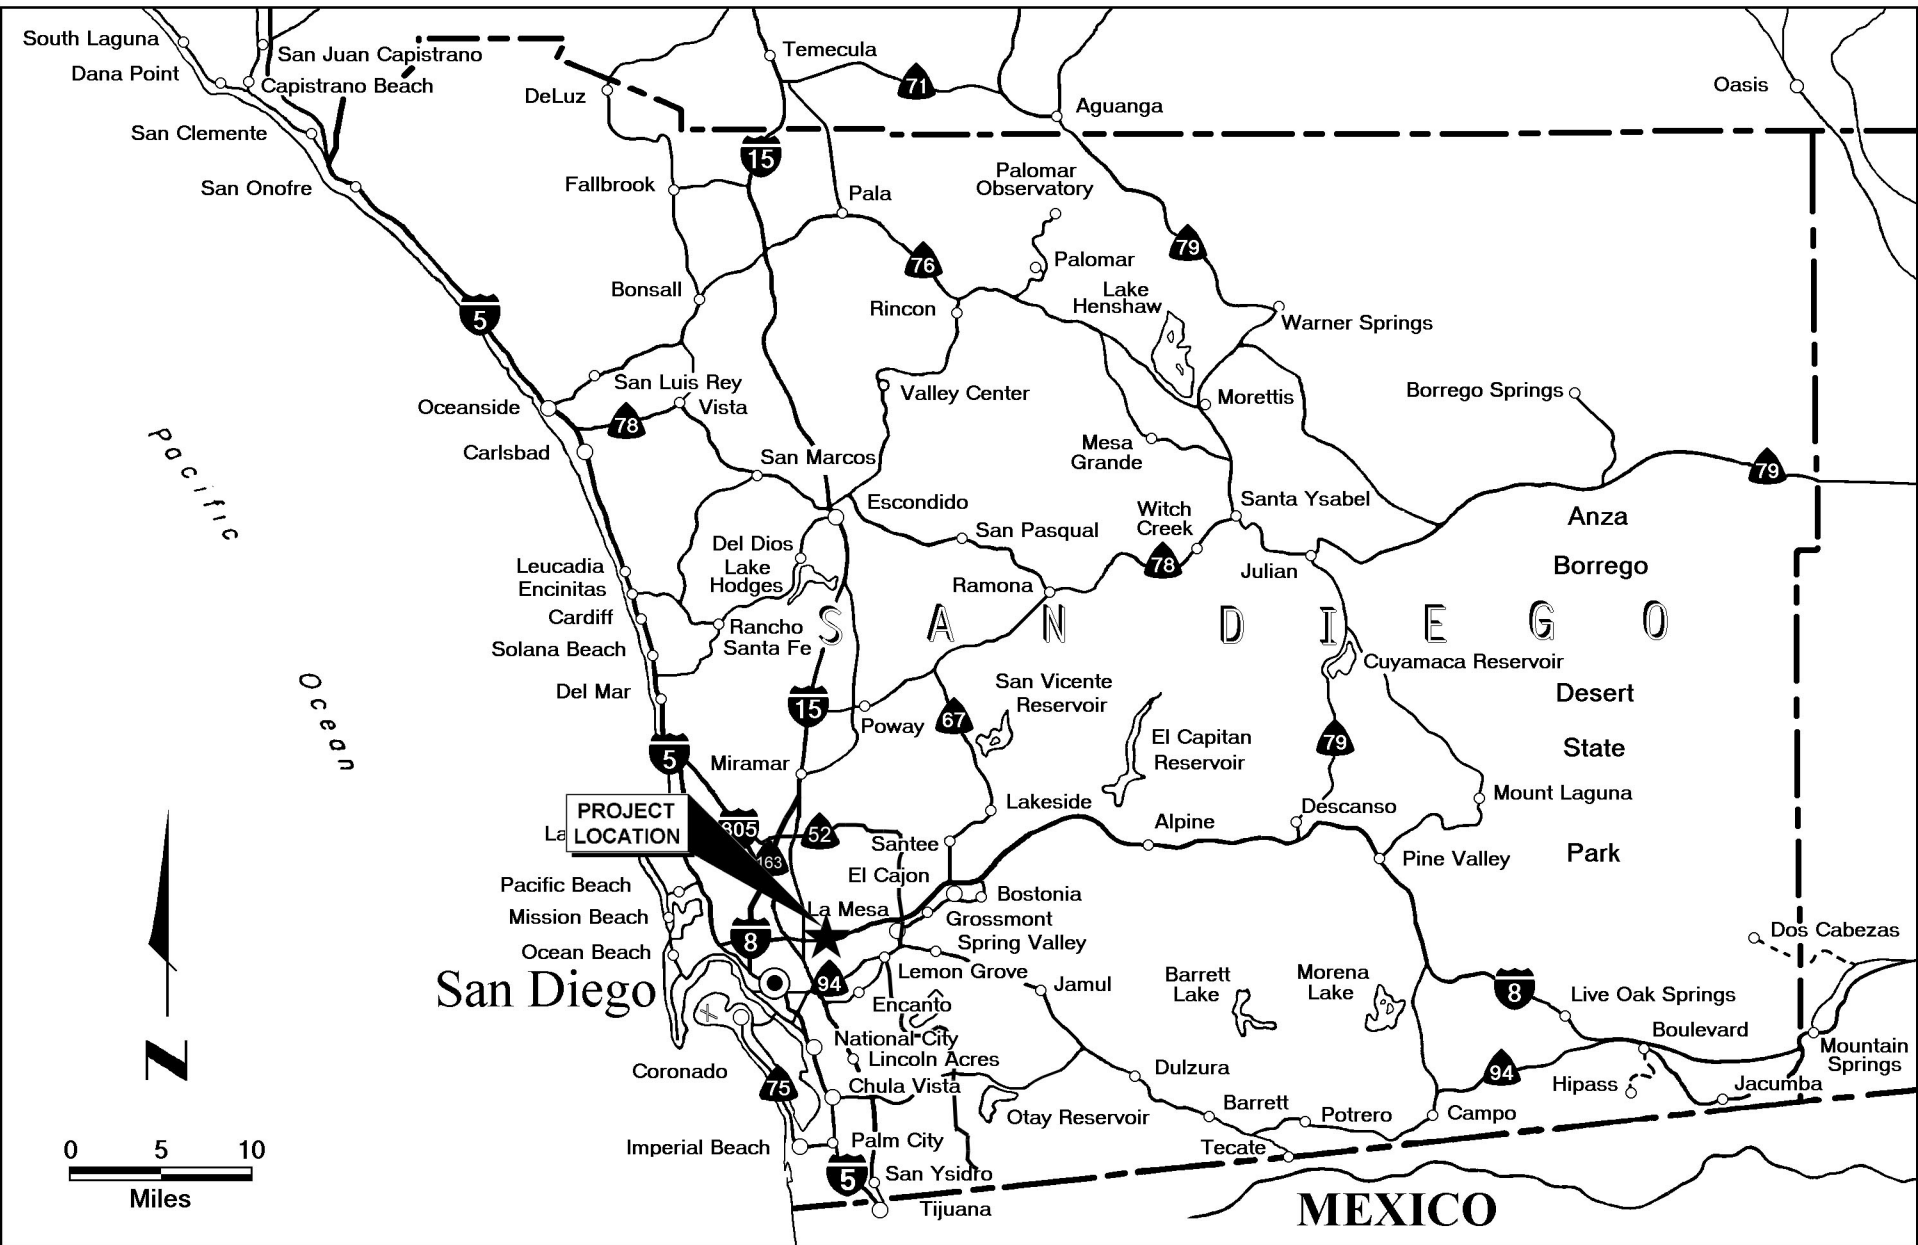 South Laguna
San Juan Capistrano
Dana Point
Capistrano Beach
San Clemente
San Onofre
DeLuz
Temecula
71
Aguanga
Oasis
15
Fallbrook
Pala
Palomar
Observatory
79
76
Palomar
Bonsall
Rincon
Lake
Henshaw
Warner Springs
5
San Luis Rey
Oceanside
78
Vista
Valley Center
Morettis
Borrego Springs
Carlsbad
San Marcos
Mesa
Grande
79
Pacific
Ocean
Escondido
San Pasqual
Witch
Creek
Santa Ysabel
Anza
Borrego
Desert
State
Park
Del Dios
Lake
Hodges
Leucadia
Encinitas
Cardiff
Solana Beach
Del Mar
Ramona
78
Julian
Rancho
Santa Fe
SAN DIEGO
Cuyamaca Reservoir
San Vicente
Reservoir
15
Poway
67
El Capitan
Reservoir
79
5
Miramar
Lakeside
Alpine
Descanso
Mount Laguna
PROJECT
LOCATION
La
805
52
163
Santee
El Cajon
Pine Valley
Pacific Beach
Mission Beach
Ocean Beach
La Mesa
Bostonia
Grossmont
Spring Valley
8
San Diego
94
Lemon Grove
Jamul
Encanto
Barrett
Lake
Morena
Lake
8
Dos Cabezas
Live Oak Springs
Boulevard
Mountain
Springs
National City
Lincoln Acres
Coronado
75
Chula Vista
Dulzura
94
Hipass
Jacumba
Otay Reservoir
Barrett
Potrero
Campo
Tecate
Imperial Beach
Palm City
5
San Ysidro
Tijuana
MEXICO
N
0 5 10
Miles